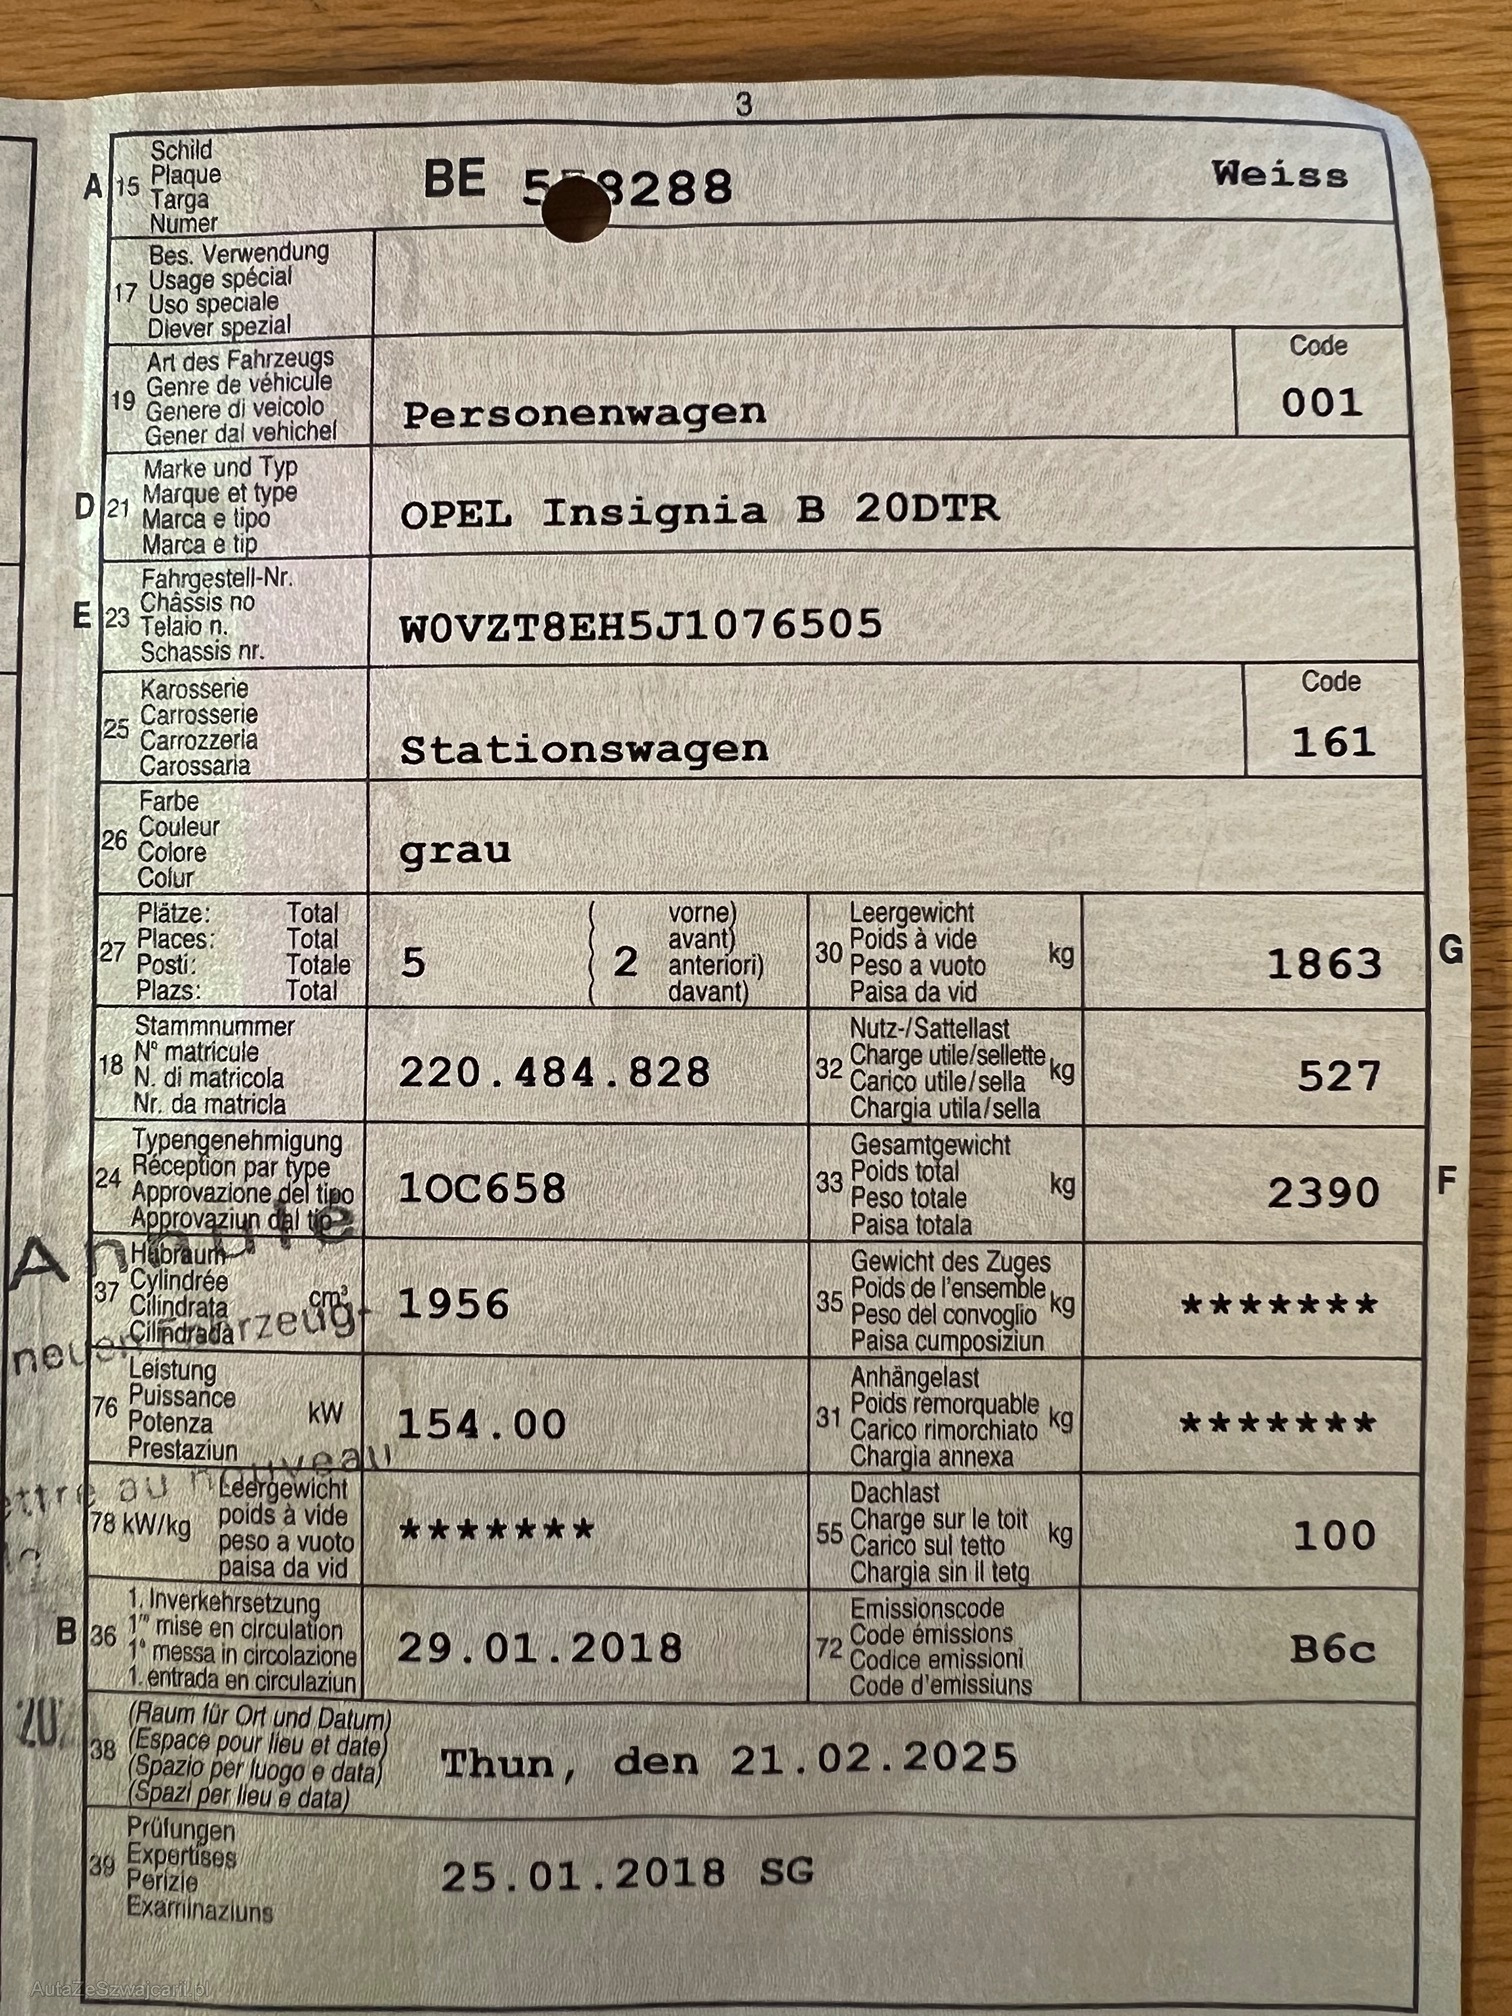 3
A 15 Schild
Plaque
Targa
Numer
BE 5 8288 Weiss
17 Bes. Verwendung
Usage spécial
Uso speciale
Diever spezial
19 Art des Fahrzeugs
Genre de véhicule
Genere di veicolo
Gener dal vehichel
Personenwagen
Code
001
D 21 Marke und Typ
Marque et type
Marca e tipo
Marca e tip
OPEL Insignia B 20DTR
E 23 Fahrgestell-Nr.
Châssis no
Telaio n.
Schassis nr.
W0VZT8EH5J1076505
25 Karosserie
Carrosserie
Carrozzeria
Carossaria
Stationswagen
Code
161
26 Farbe
Couleur
Colore
Colur
grau
27 Plätze: Total
Places: Total
Posti: Totale
Plazs: Total
5 ( 2 vorne)
( avant)
( anteriori)
( davant)
30 Leergewicht
Poids à vide kg
Peso a vuoto
Paisa da vid
1863 G
18 Stammnummer
N° matricule
N. di matricola
Nr. da matricla
220.484.828
32 Nutz-/Sattellast
Charge utile/sellette kg
Carico utile/sella
Chargia utila/sella
527
24 Typengenehmigung
Réception par type
Approvazione del tipo
Approvaziun dal tip
1OC658
33 Gesamtgewicht
Poids total kg
Peso totale
Paisa totala
2390 F
Annule
37 Hubraum
Cylindrée
Cilindrata cm³
Cilindrada
1956
35 Gewicht des Zuges
Poids de l'ensemble kg
Peso del convoglio
Paisa cumposiziun
*******
neuen Fahrzeug-
76 Leistung
Puissance kW
Potenza
Prestaziun
154.00
31 Anhängelast
Poids remorquable kg
Carico rimorchiato
Chargia annexa
*******
au nouveau
78 kW/kg Leergewicht
poids à vide
peso a vuoto
paisa da vid
*******
55 Dachlast
Charge sur le toit kg
Carico sul tetto
Chargia sin il tetg
100
B 36 1. Inverkehrsetzung
1re mise en circulation
1a messa in circolazione
1. entrada en circulaziun
29.01.2018
72 Emissionscode
Code émissions
Codice emissioni
Code d'emissiuns
B6c
38 (Raum für Ort und Datum)
(Espace pour lieu et date)
(Spazio per luogo e data)
(Spazi per lieu e data)
Thun, den 21.02.2025
39 Prüfungen
Expertises
Perizie
Examinaziuns
25.01.2018 SG
AutaZeSzwajcarii.pl